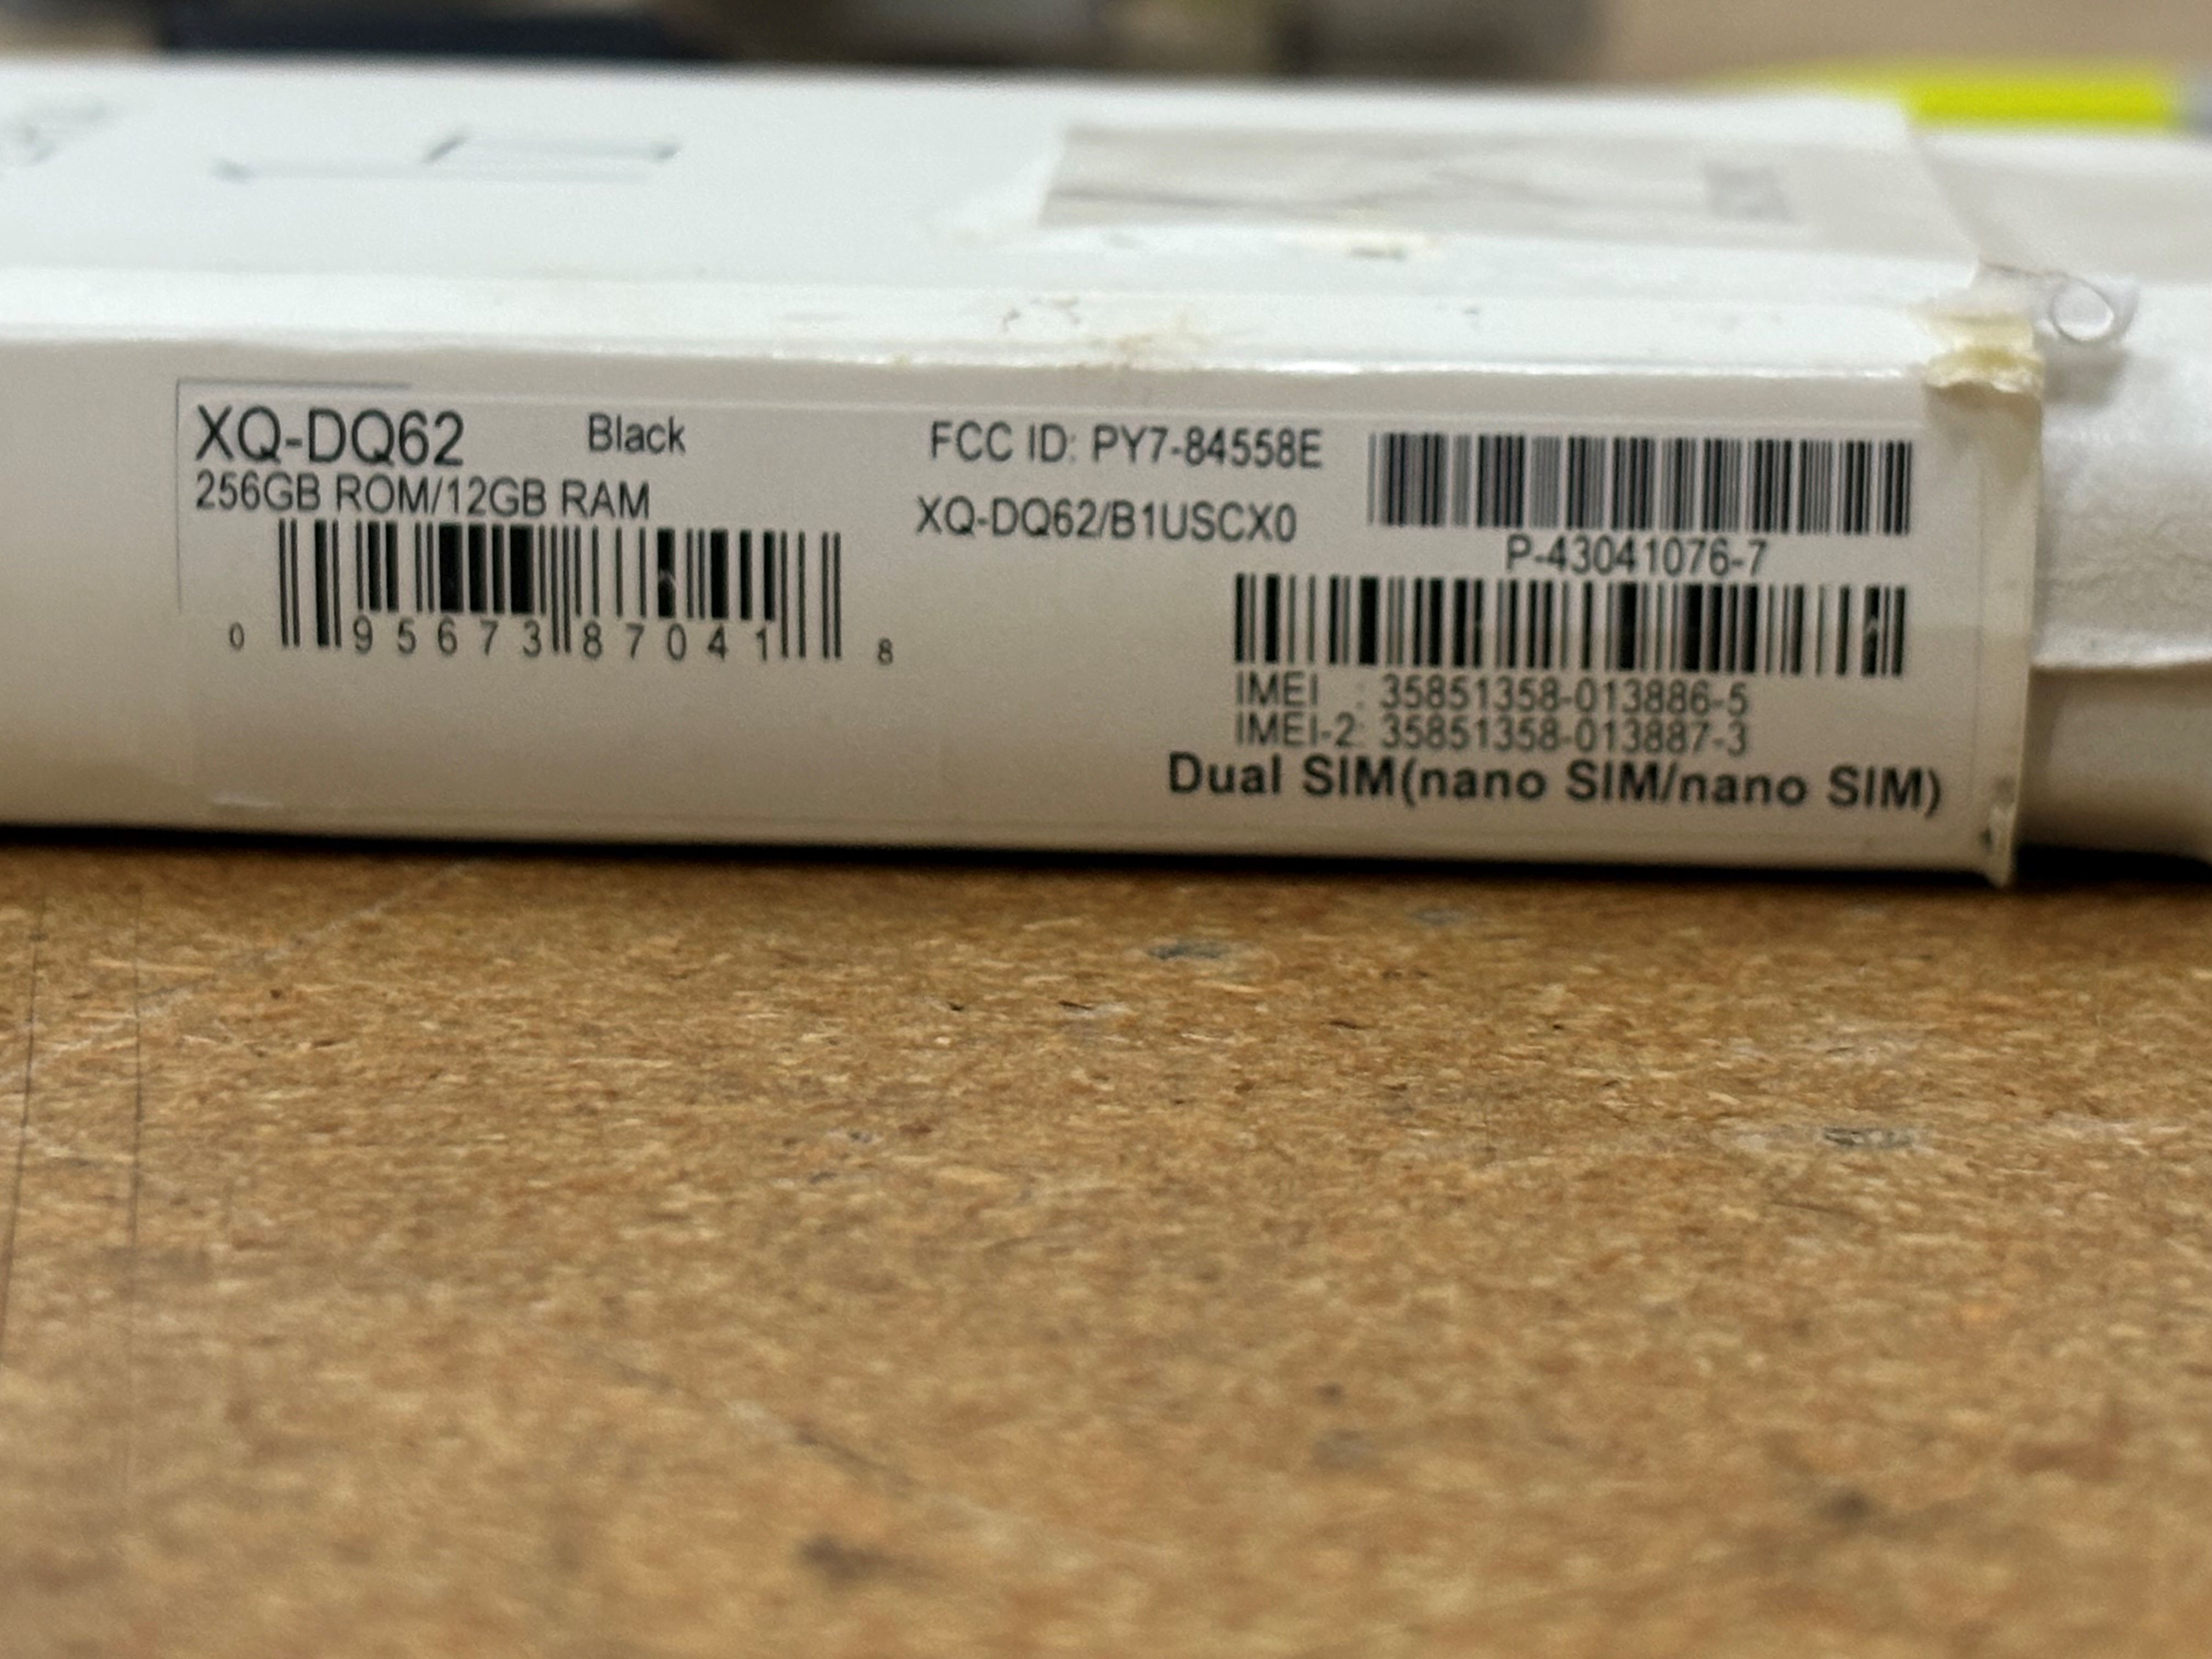 XQ-DQ62 Black
256GB ROM/12GB RAM
0 95673 87041 8
FCC ID: PY7-84558E
XQ-DQ62/B1USCX0
P-43041076-7
IMEI : 35851358-013886-5
IMEI-2: 35851358-013887-3
Dual SIM(nano SIM/nano SIM)